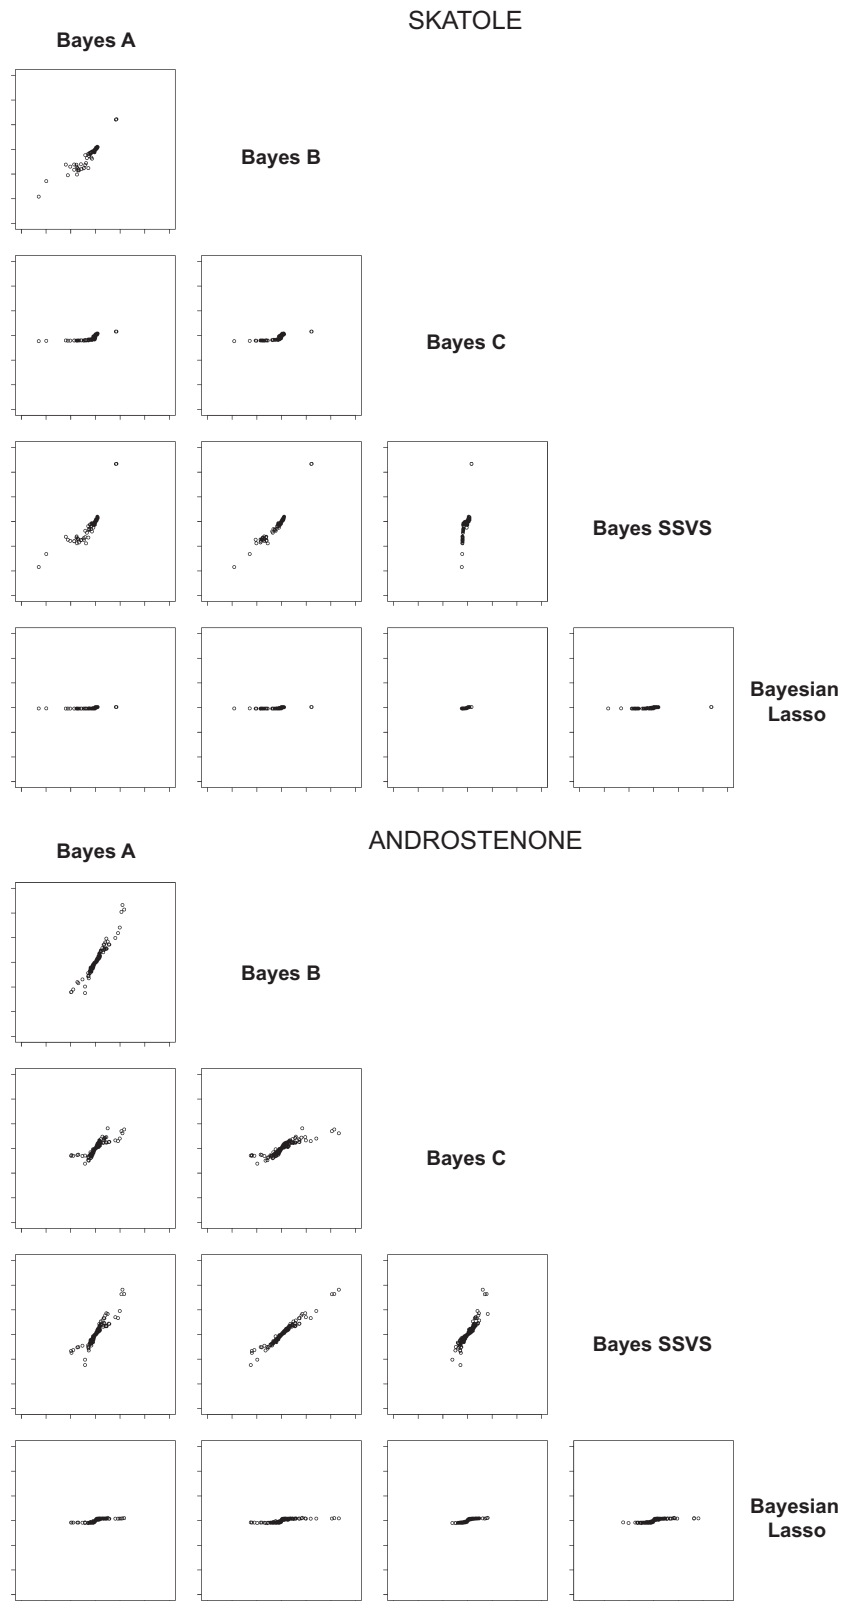 SKATOLE
Bayes A
Bayes B
Bayes C
Bayes SSVS
Bayesian
Lasso
ANDROSTENONE
Bayes A
Bayes B
Bayes C
Bayes SSVS
Bayesian
Lasso